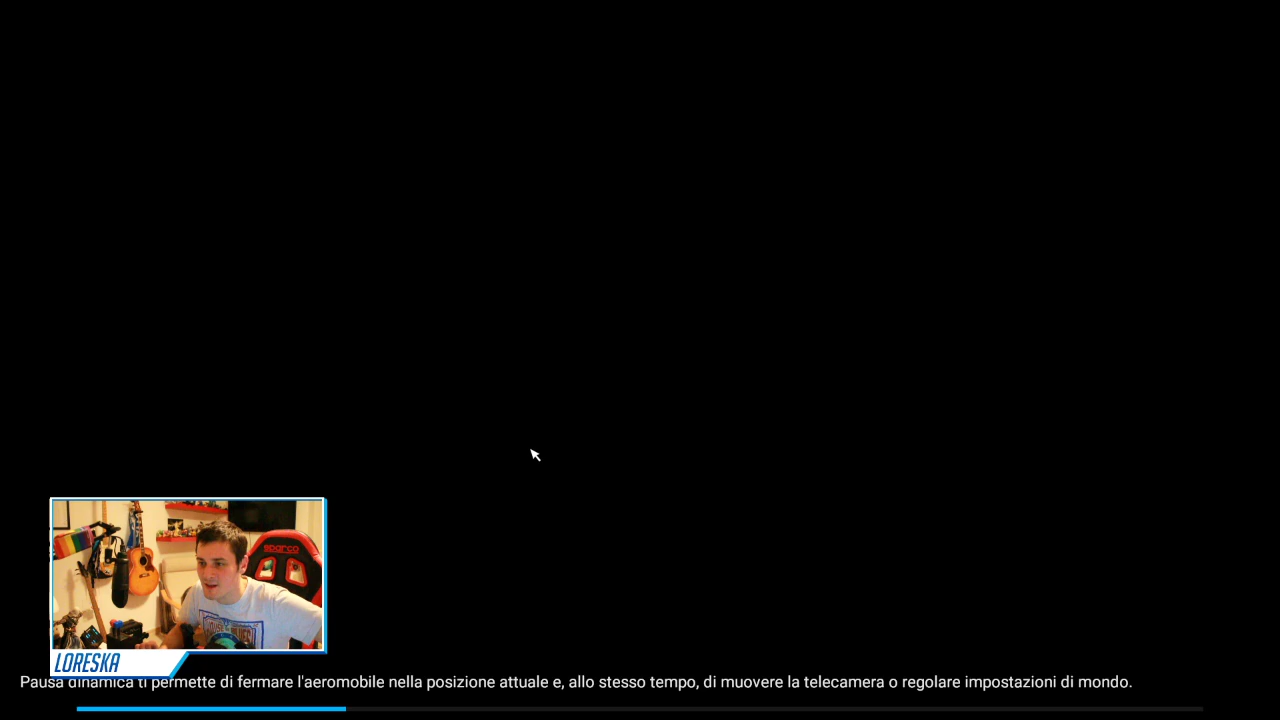 sparco
LORESKA
Pausa dinamica ti permette di fermare l'aeromobile nella posizione attuale e, allo stesso tempo, di muovere la telecamera o regolare impostazioni di mondo.